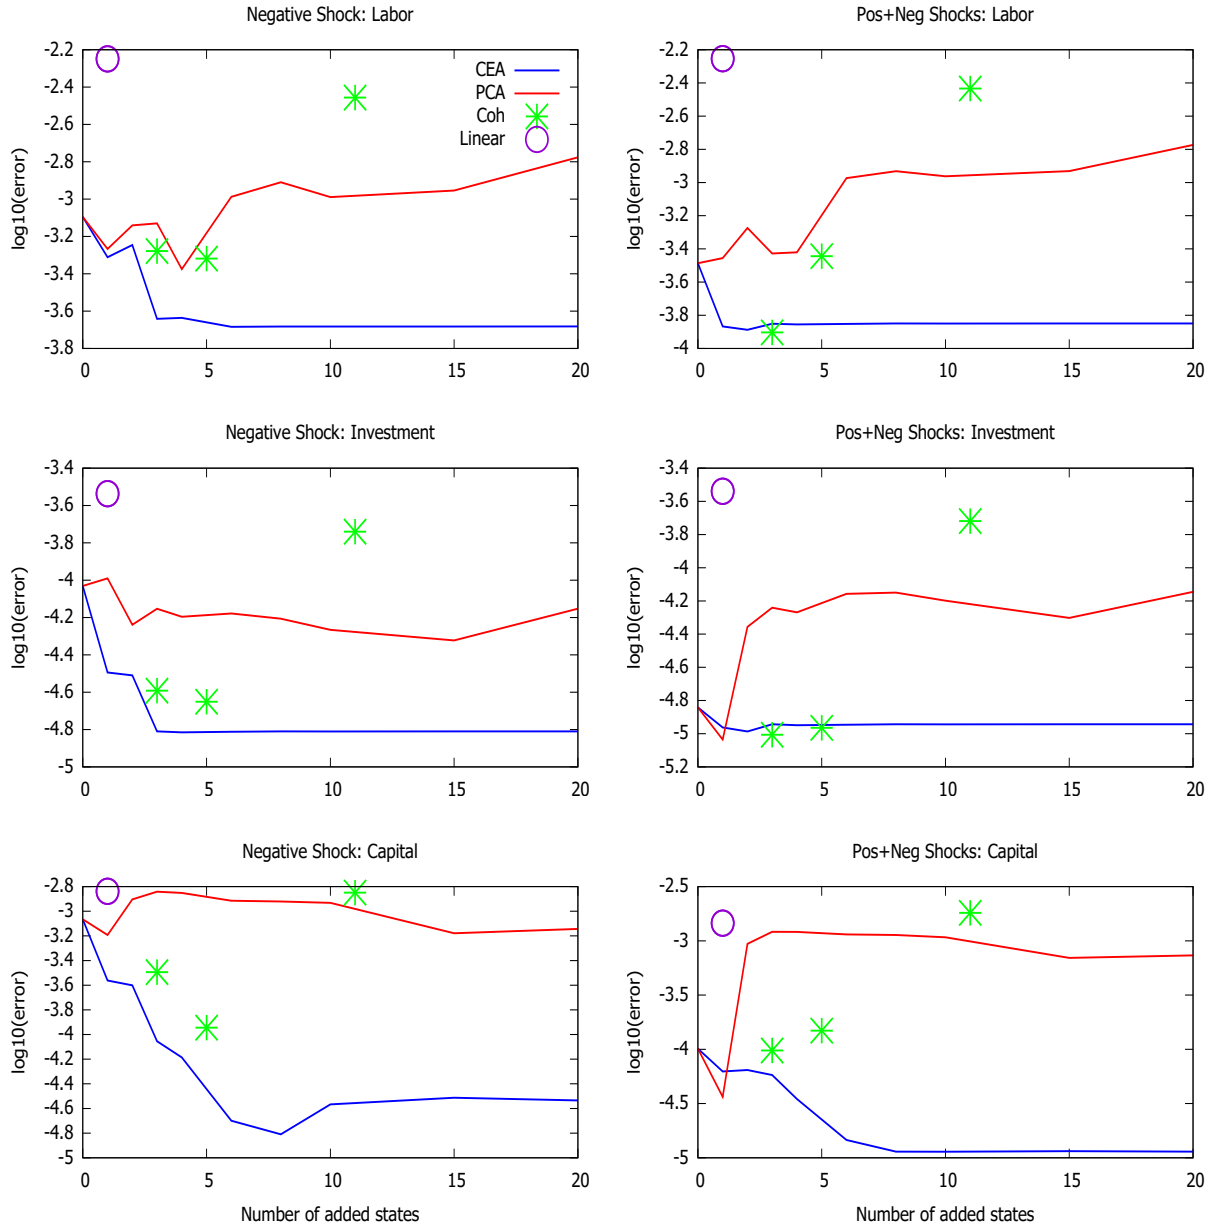 Negative Shock: Labor
-2.2
-2.4
-2.6
-2.8
-3
-3.2
-3.4
-3.6
-3.8
log10(error)
0 5 10 15 20
CEA
PCA
Coh
Linear
Pos+Neg Shocks: Labor
-2.2
-2.4
-2.6
-2.8
-3
-3.2
-3.4
-3.6
-3.8
-4
log10(error)
0 5 10 15 20
Negative Shock: Investment
-3.4
-3.6
-3.8
-4
-4.2
-4.4
-4.6
-4.8
-5
log10(error)
0 5 10 15 20
Pos+Neg Shocks: Investment
-3.4
-3.6
-3.8
-4
-4.2
-4.4
-4.6
-4.8
-5
-5.2
log10(error)
0 5 10 15 20
Negative Shock: Capital
-2.8
-3
-3.2
-3.4
-3.6
-3.8
-4
-4.2
-4.4
-4.6
-4.8
-5
log10(error)
0 5 10 15 20
Number of added states
Pos+Neg Shocks: Capital
-2.5
-3
-3.5
-4
-4.5
-5
log10(error)
0 5 10 15 20
Number of added states